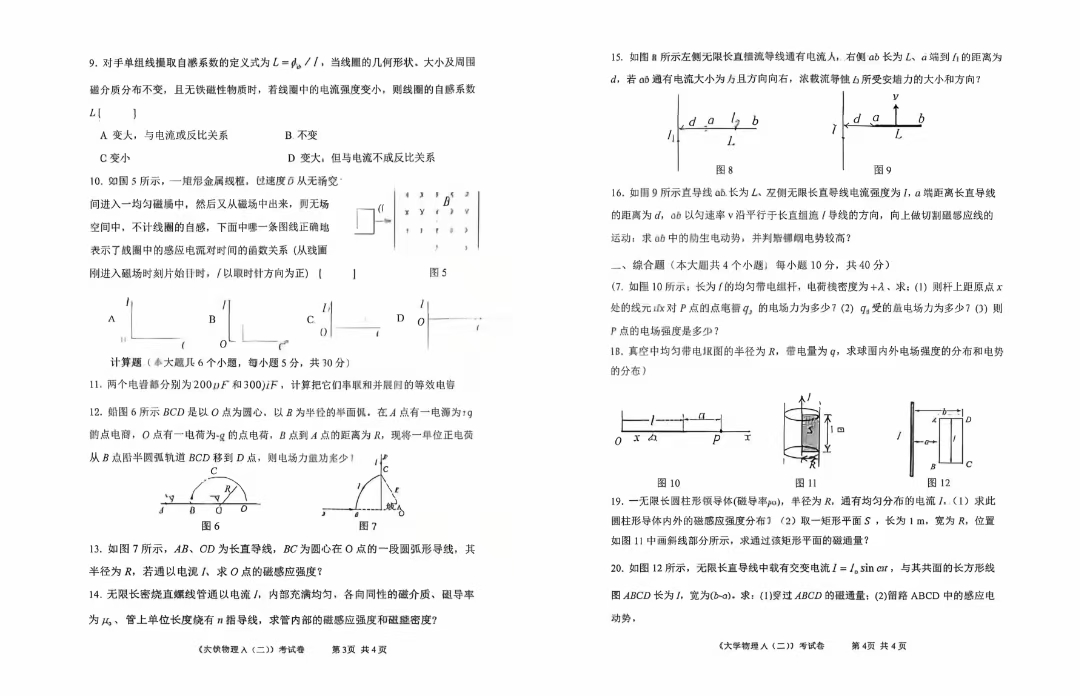 9. 对于单组线圈取自感系数的定义式为 L = φ_m / I，当线圈的几何形状、大小及周围
磁介质分布不变，且无铁磁性物质时，若线圈中的电流强度变小，则线圈的自感系数
L [ ]
A 变大，与电流成反比关系 B 不变
C 变小 D 变大，但与电流不成反比关系
10. 如图 5 所示，一矩形金属线框，以速度 v 从无场空
间进入一均匀磁场中，然后又从磁场中出来，到无场
空间中，不计线圈的自感，下面中哪一条图线正确地
表示了线圈中的感应电流对时间的函数关系 (从线圈
刚进入磁场时刻开始计时，I 以顺时针方向为正) [ ]
B
图 5
A I t
B I O t
C I O t
D I O t
计算题（本大题共 6 个小题，每小题 5 分，共 30 分）
11. 两个电容器分别为200pF 和300pF，计算把它们串联和并联时的等效电容
12. 如图 6 所示 BCD 是以 O 点为圆心，以 R 为半径的半圆弧，在 A 点有一电荷为+q
的点电荷，O 点有一电荷为-q 的点电荷，B 点到 A 点的距离为 R，现将一单位正电荷
从 B 点沿半圆弧轨道 BCD 移到 D 点，则电场力做功多少？
C R A B O D
图 6
图 7
13. 如图 7 所示，AB、CD 为长直导线，BC 为圆心在 O 点的一段圆弧形导线，其
半径为 R，若通以电流 I、求 O 点的磁感应强度？
14. 无限长密绕直螺线管通以电流 I，内部充满均匀、各向同性的磁介质、磁导率
为 μ₀、管上单位长度绕有 n 匝导线，求管内部的磁感应强度和磁能密度？
《大学物理 A（二）》考试卷 第 3页 共 4 页
15. 如图 8 所示左侧无限长直载流导线通有电流 I₁，右侧 ab 长为 L、a 端到 I₁ 的距离为
d，若 ab 通有电流大小为 I₂ 且方向向右，求载流导线 I₂ 所受安培力的大小和方向？
I₁ d a I₂ b L
图 8
I d a v b L
图 9
16. 如图 9 所示直导线 ab 长为 L、左侧无限长直导线电流强度为 I，a 端距离长直导线
的距离为 d，ab 以匀速率 v 沿平行于长直载流 I 导线的方向，向上做切割磁感应线的
运动；求 ab 中的动生电动势，并判断哪端电势较高？
二、综合题（本大题共 4 个小题；每小题 10 分，共 40 分）
17. 如图 10 所示；长为 l 的均匀带电细杆，电荷线密度为+λ、求：(1) 则杆上距原点 x
处的线元 dx 对 P 点的点电荷 q₀ 的电场力为多少？(2) q₀ 受的总电场力为多少？(3) 则
P 点的电场强度是多少？
18. 真空中均匀带电球面的半径为 R，带电量为 q，求球面内外电场强度的分布和电势
的分布）
O x dx l a P x
图 10
I S R
图 11
I a b l A B C D
图 12
19. 一无限长圆柱形铜导体(磁导率μ₀)，半径为 R，通有均匀分布的电流 I，（1）求此
圆柱形导体内外的磁感应强度分布？（2）取一矩形平面 S ，长为 1 m，宽为 R，位置
如图 11 中画斜线部分所示，求通过该矩形平面的磁通量？
20. 如图 12 所示，无限长直导线中载有交变电流 I = I₀ sin ωt ，与其共面的长方形线
图 ABCD 长为 l，宽为(b-a)。求：(1)穿过 ABCD 的磁通量；(2)回路 ABCD 中的感应电
动势。
《大学物理 A（二）》考试卷 第 4页 共 4 页